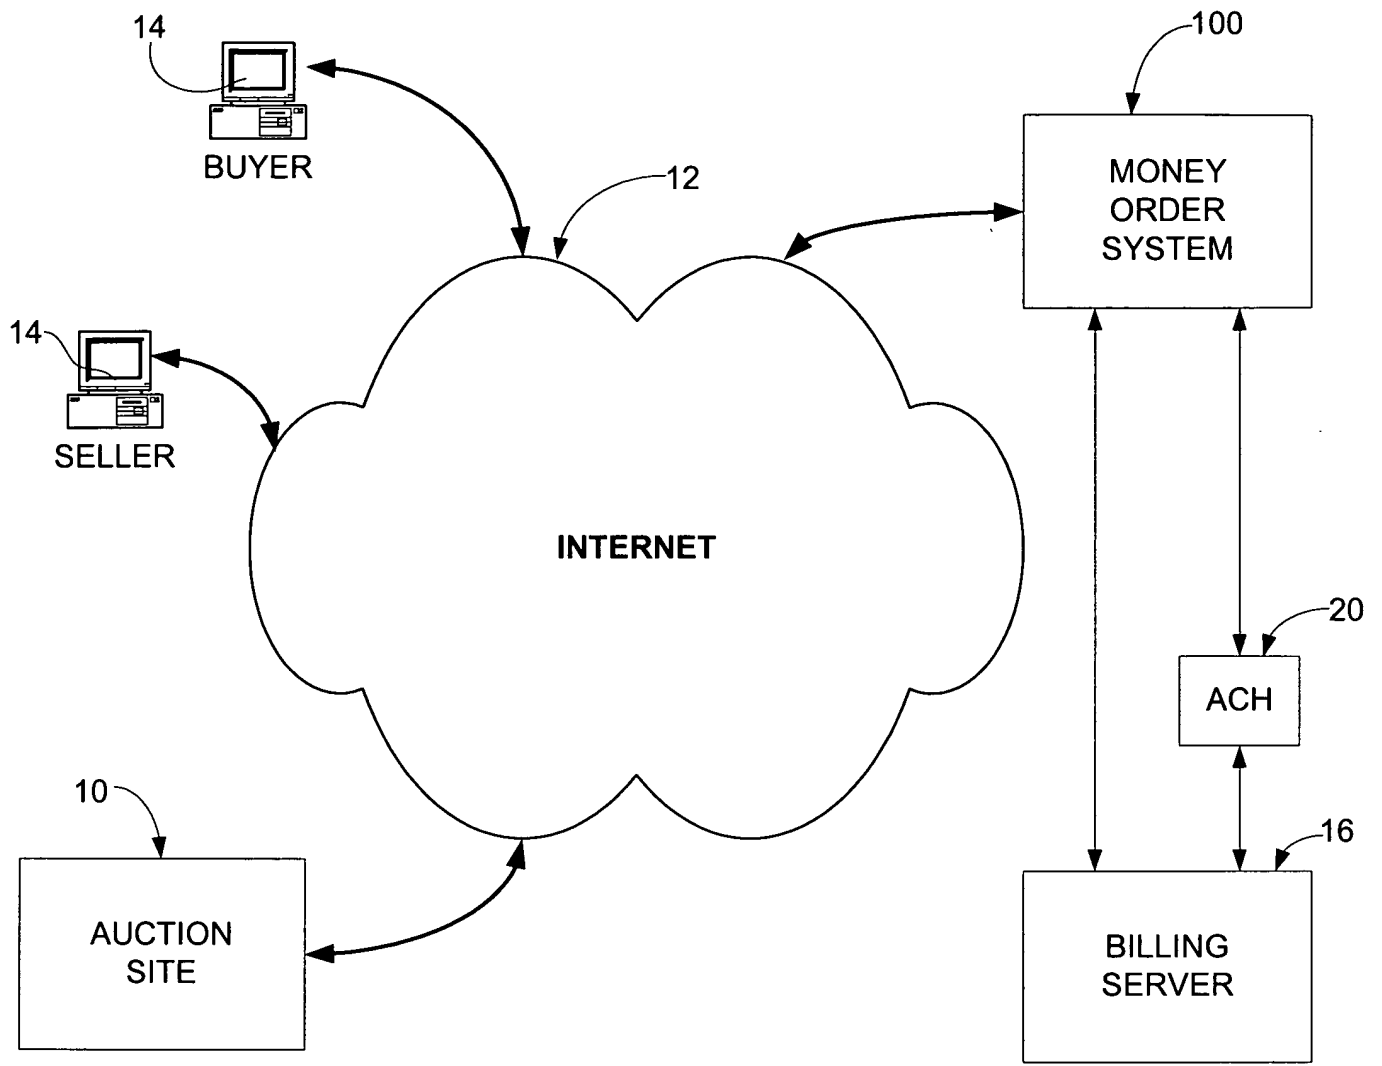 14
100
BUYER
12
MONEY
ORDER
SYSTEM
14
SELLER
INTERNET
20
ACH
10
16
AUCTION
SITE
BILLING
SERVER